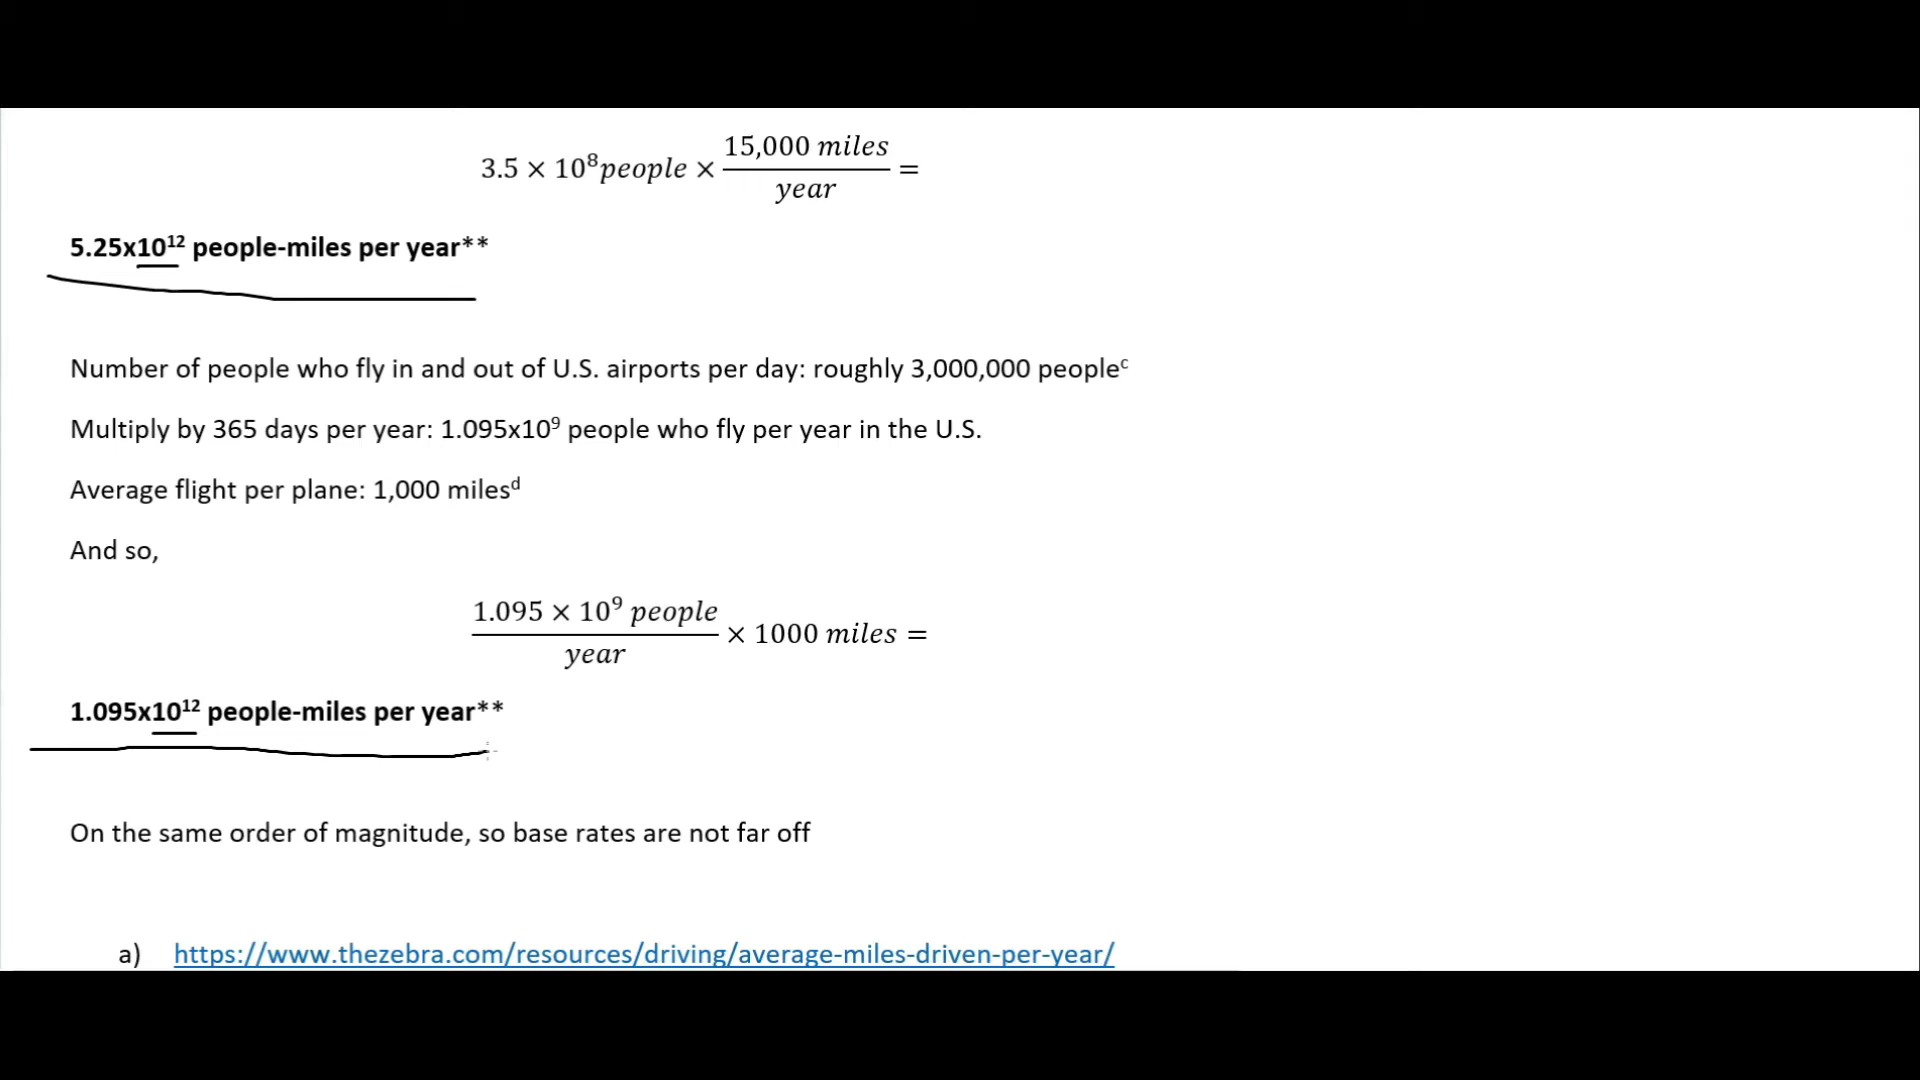 3.5 × 10⁸people × 15,000 miles / year =
5.25x10¹² people-miles per year**
Number of people who fly in and out of U.S. airports per day: roughly 3,000,000 peopleᶜ
Multiply by 365 days per year: 1.095x10⁹ people who fly per year in the U.S.
Average flight per plane: 1,000 milesᵈ
And so,
1.095 × 10⁹ people / year × 1000 miles =
1.095x10¹² people-miles per year**
On the same order of magnitude, so base rates are not far off
a) https://www.thezebra.com/resources/driving/average-miles-driven-per-year/